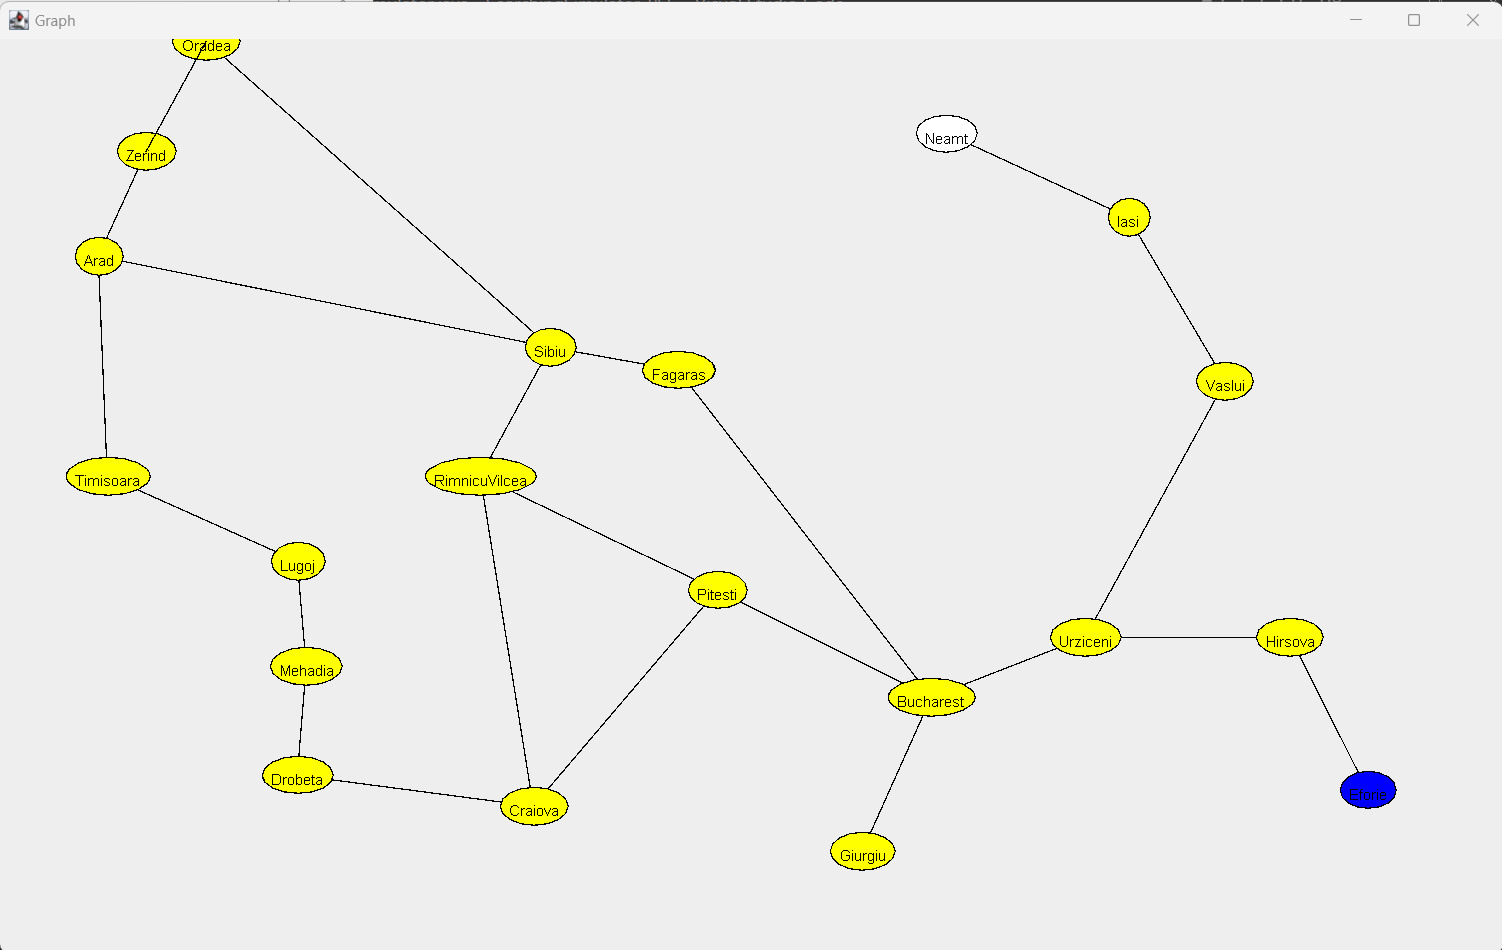 Graph
Oradea
Neamt
Zerind
Iasi
Arad
Sibiu
Fagaras
Vaslui
Timisoara
RimnicuVilcea
Lugoj
Pitesti
Urziceni
Hirsova
Mehadia
Bucharest
Drobeta
Eforie
Craiova
Giurgiu